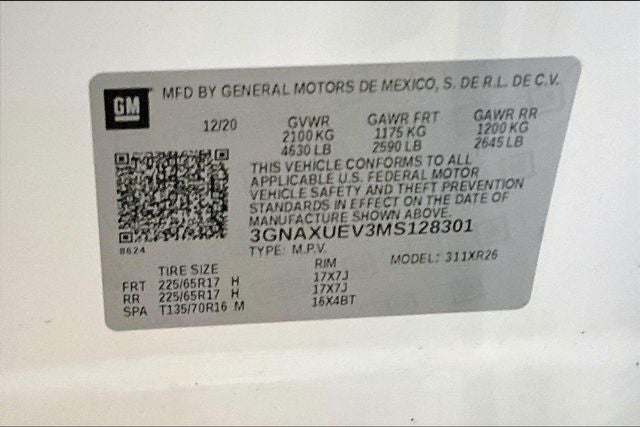 GM MFD BY GENERAL MOTORS DE MEXICO, S. DE R.L. DE C.V.
12/20 GVWR GAWR FRT GAWR RR
2100 KG 1175 KG 1200 KG
4630 LB 2590 LB 2645 LB
THIS VEHICLE CONFORMS TO ALL
APPLICABLE U.S. FEDERAL MOTOR
VEHICLE SAFETY AND THEFT PREVENTION
STANDARDS IN EFFECT ON THE DATE OF
MANUFACTURE SHOWN ABOVE.
3GNAXUEV3MS128301
8624
TYPE: M.P.V. MODEL: 311XR26
TIRE SIZE RIM
FRT 225/65R17 H 17X7J
RR 225/65R17 H 17X7J
SPA T135/70R16 M 16X4BT